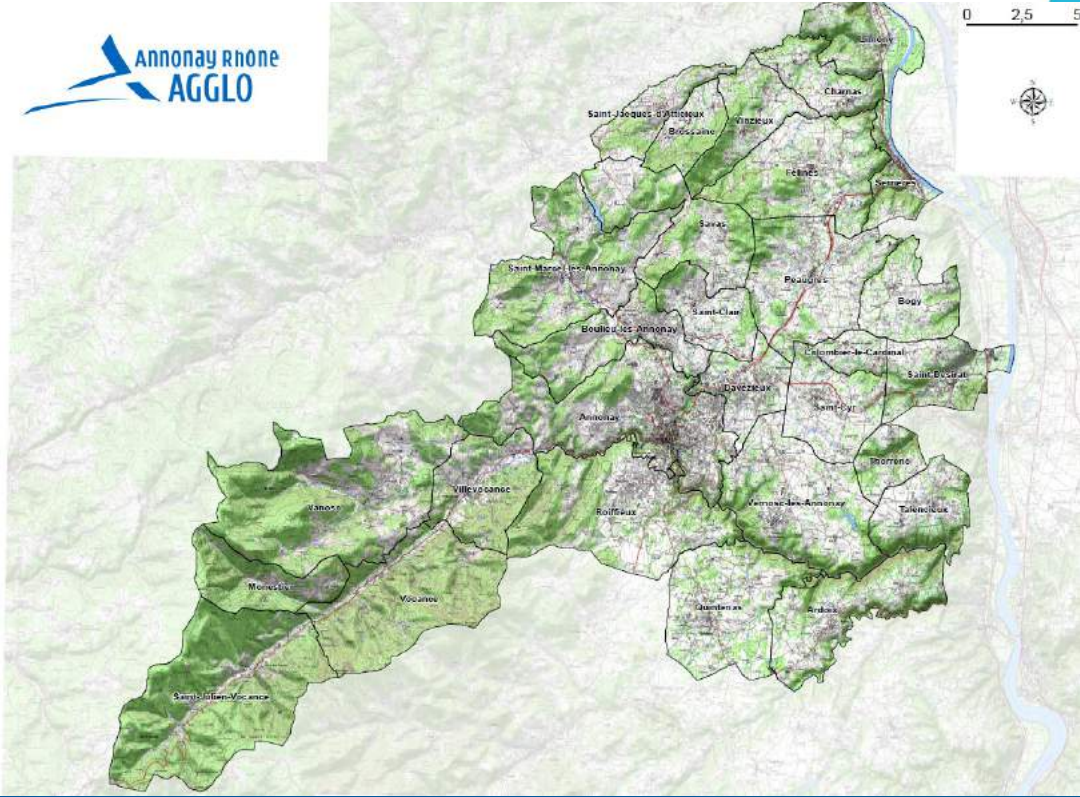 ANNONAY RHÔNE
AGGLO
0 2,5 5
N
W E
S
Limony
Charnas
Saint-Jacques-d'Atticieux
Vinzieux
Brossainc
Félines
Serrières
Savas
Saint-Marcel-lès-Annonay
Peaugres
Bogy
Saint-Clair
Boulieu-lès-Annonay
Colombier-le-Cardinal
Saint-Désirat
Davézieux
Saint-Cyr
Annonay
Thorrenc
Villevocance
Vernosc-lès-Annonay
Vanosc
Roiffieux
Talencieux
Monestier
Vocance
Quintenas
Ardoix
Saint-Julien-Vocance